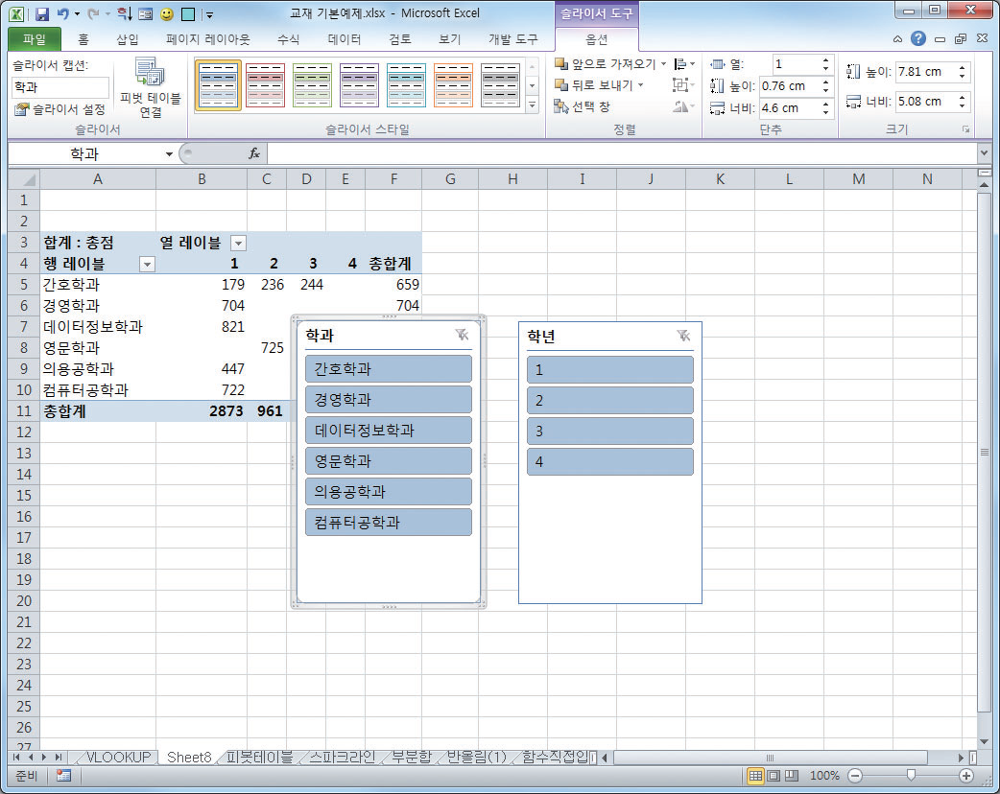 교재 기본예제.xlsx - Microsoft Excel
슬라이서 도구
파일 홈 삽입 페이지 레이아웃 수식 데이터 검토 보기 개발 도구 옵션
슬라이서 캡션:
학과
슬라이서 설정
피벗 테이블
연결
슬라이서
슬라이서 스타일
앞으로 가져오기
뒤로 보내기
선택 창
정렬
열: 1
높이: 0.76 cm
너비: 4.6 cm
단추
높이: 7.81 cm
너비: 5.08 cm
크기
학과 fx
A B C D E F G H I J K L M N
1
2
3 합계 : 총점 열 레이블
4 행 레이블 1 2 3 4 총합계
5 간호학과 179 236 244 659
6 경영학과 704 704
7 데이터정보학과 821
8 영문학과 725
9 의용공학과 447
10 컴퓨터공학과 722
11 총합계 2873 961
12
13
14
15
16
17
18
19
20
21
22
23
24
25
26
27
학과
간호학과
경영학과
데이터정보학과
영문학과
의용공학과
컴퓨터공학과
학년
1
2
3
4
VLOOKUP Sheet8 피봇테이블 스파크라인 부분합 반올림(1) 함수직접입
준비 100%